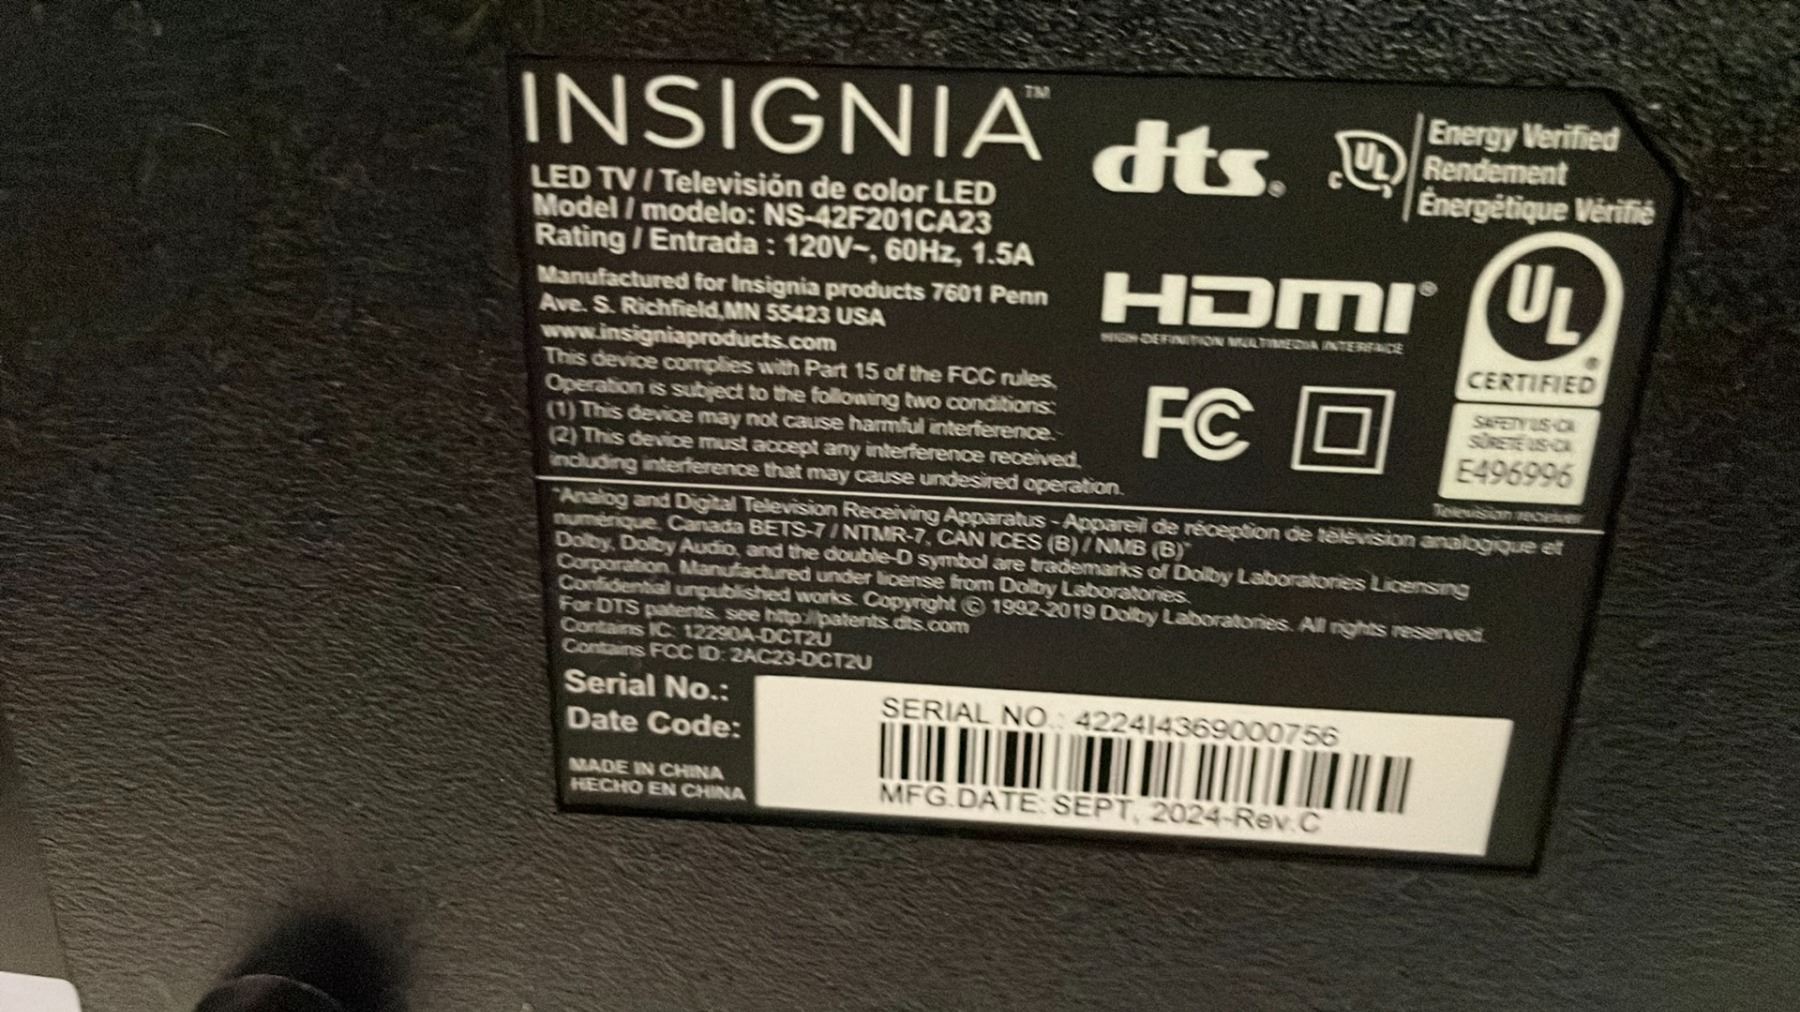 INSIGNIA™
LED TV / Televisión de color LED
Model / modelo: NS-42F201CA23
Rating / Entrada : 120V~, 60Hz, 1.5A
Manufactured for Insignia products 7601 Penn
Ave. S. Richfield,MN 55423 USA
www.insigniaproducts.com
This device complies with Part 15 of the FCC rules.
Operation is subject to the following two conditions:
(1) This device may not cause harmful interference.
(2) This device must accept any interference received,
including interference that may cause undesired operation.
dts®
c UL
Energy Verified
Rendement
Énergétique Vérifié
HDMI®
HIGH-DEFINITION MULTIMEDIA INTERFACE
FC
UL®
CERTIFIED
SAFETY US-CA
SÛRETÉ US-CA
E496996
Television receiver
"Analog and Digital Television Receiving Apparatus - Appareil de réception de télévision analogique et
numérique. Canada BETS-7 / NTMR-7, CAN ICES (B) / NMB (B)"
Dolby, Dolby Audio, and the double-D symbol are trademarks of Dolby Laboratories Licensing
Corporation. Manufactured under license from Dolby Laboratories.
Confidential unpublished works. Copyright © 1992-2019 Dolby Laboratories. All rights reserved.
For DTS patents, see http://patents.dts.com
Contains IC: 12290A-DCT2U
Contains FCC ID: 2AC23-DCT2U
Serial No.:
Date Code:
MADE IN CHINA
HECHO EN CHINA
SERIAL NO.: 4224I4369000756
MFG.DATE: SEPT, 2024-Rev.C